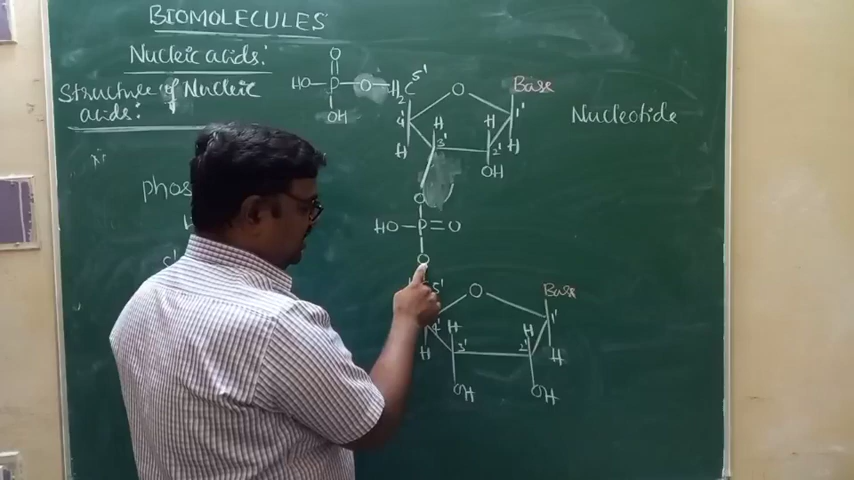 BIOMOLECULES
Nucleic acids:
Structure of Nucleic
acids:
Nucleotide
O
HO-P-O-H2C 5' O Base
OH
4' H H 1'
H 3' 2' H
OH
O
HO-P=O
O
5' O Base
4' H H 1'
H 3' 2' H
OH OH